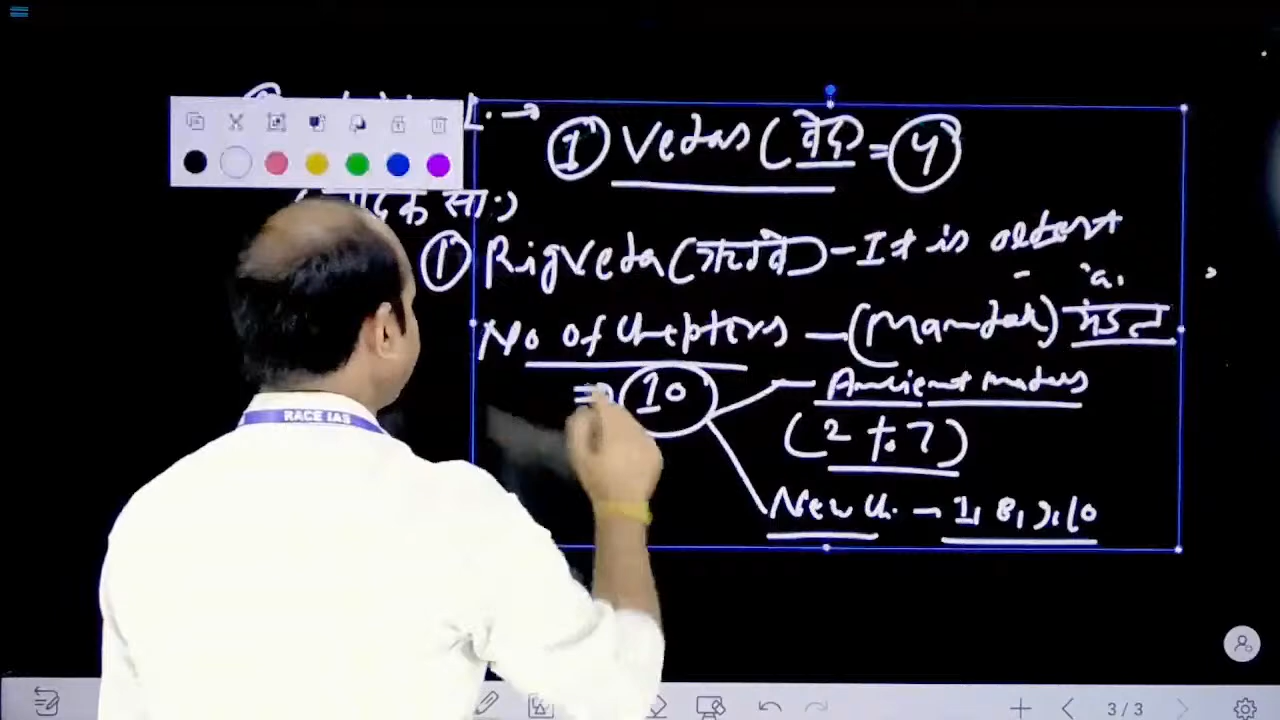 ① Vedas (वेद) = ④
① Rigveda (ऋग्वेद) - It is oldest
No of Chapters - (Mandal) मंडल
⇒ 10 - Ancient
(2 to 7)
New Ch. - 1, 8, 9, 10
RACE IAS
3/3